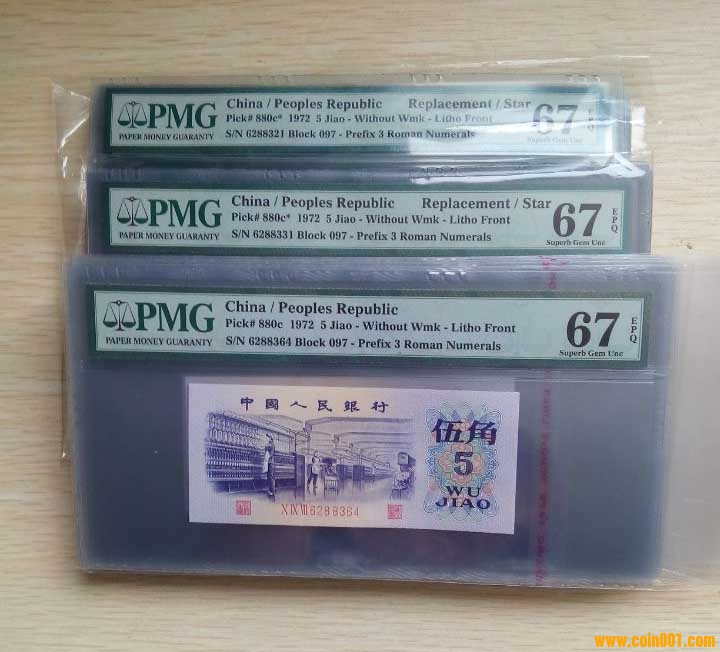 PMG
PAPER MONEY GUARANTY
China / Peoples Republic Replacement / Star
Pick# 880c* 1972 5 Jiao - Without Wmk - Litho Front
S/N 6288321 Block 097 - Prefix 3 Roman Numerals
67
Superb Gem Unc
PMG
PAPER MONEY GUARANTY
China / Peoples Republic Replacement / Star
Pick# 880c* 1972 5 Jiao - Without Wmk - Litho Front
S/N 6288331 Block 097 - Prefix 3 Roman Numerals
67 EPQ
Superb Gem Unc
PMG
PAPER MONEY GUARANTY
China / Peoples Republic
Pick# 880c 1972 5 Jiao - Without Wmk - Litho Front
S/N 6288364 Block 097 - Prefix 3 Roman Numerals
67 EPQ
Superb Gem Unc
中國人民銀行
伍角
5
WU
JIAO
X IX VII 6288364
www.coin001.com